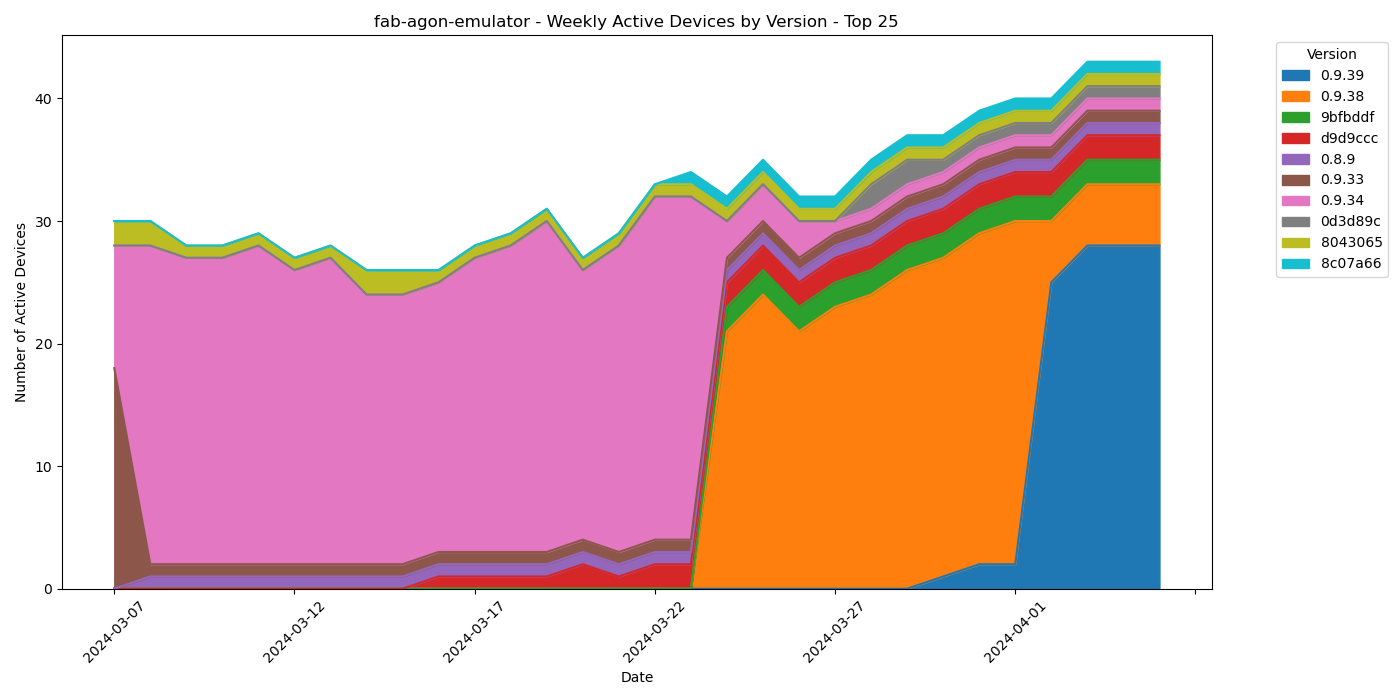 fab-agon-emulator - Weekly Active Devices by Version - Top 25
Number of Active Devices
40
30
20
10
0
2024-03-07
2024-03-12
2024-03-17
2024-03-22
2024-03-27
2024-04-01
Date
Version
0.9.39
0.9.38
9bfbddf
d9d9ccc
0.8.9
0.9.33
0.9.34
0d3d89c
8043065
8c07a66